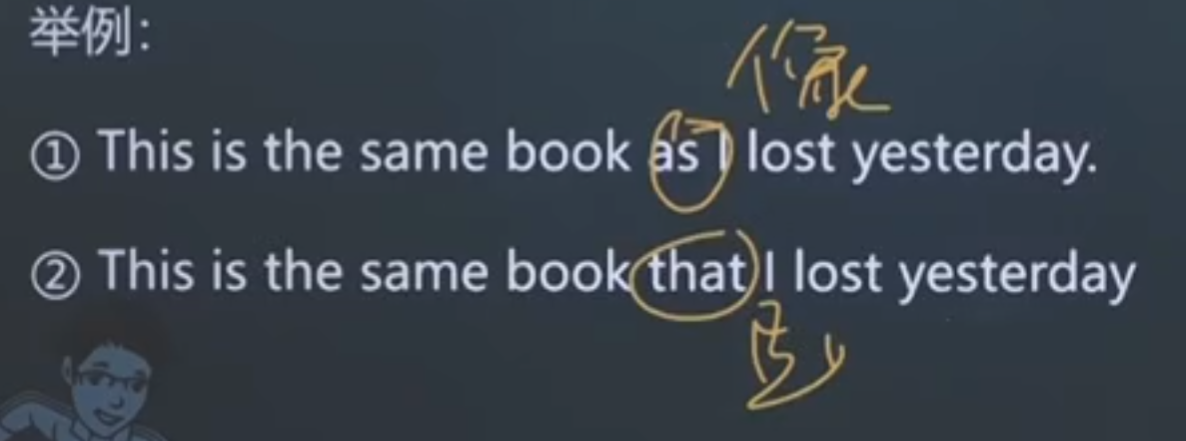 举例：
像
① This is the same book as I lost yesterday.
② This is the same book that I lost yesterday